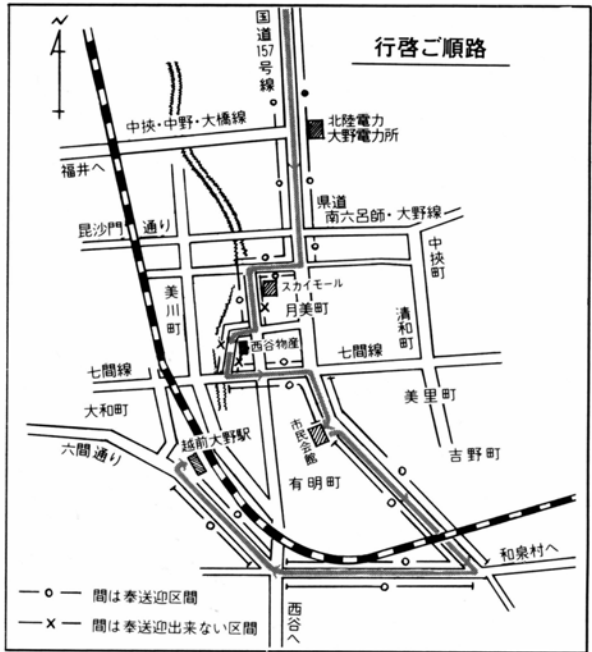 行啓ご順路
N
国道157号線
北陸電力
大野電力所
中挾・中野・大橋線
福井へ
県道
南六呂師・大野線
昆沙門通り
中挾町
美川町
スカイモール
月美町
清和町
西谷物産
七間線
七間線
大和町
美里町
市民会館
越前大野駅
六間通り
吉野町
有明町
和泉村へ
西谷へ
―o― 間は奉送迎区間
―x― 間は奉送迎出来ない区間